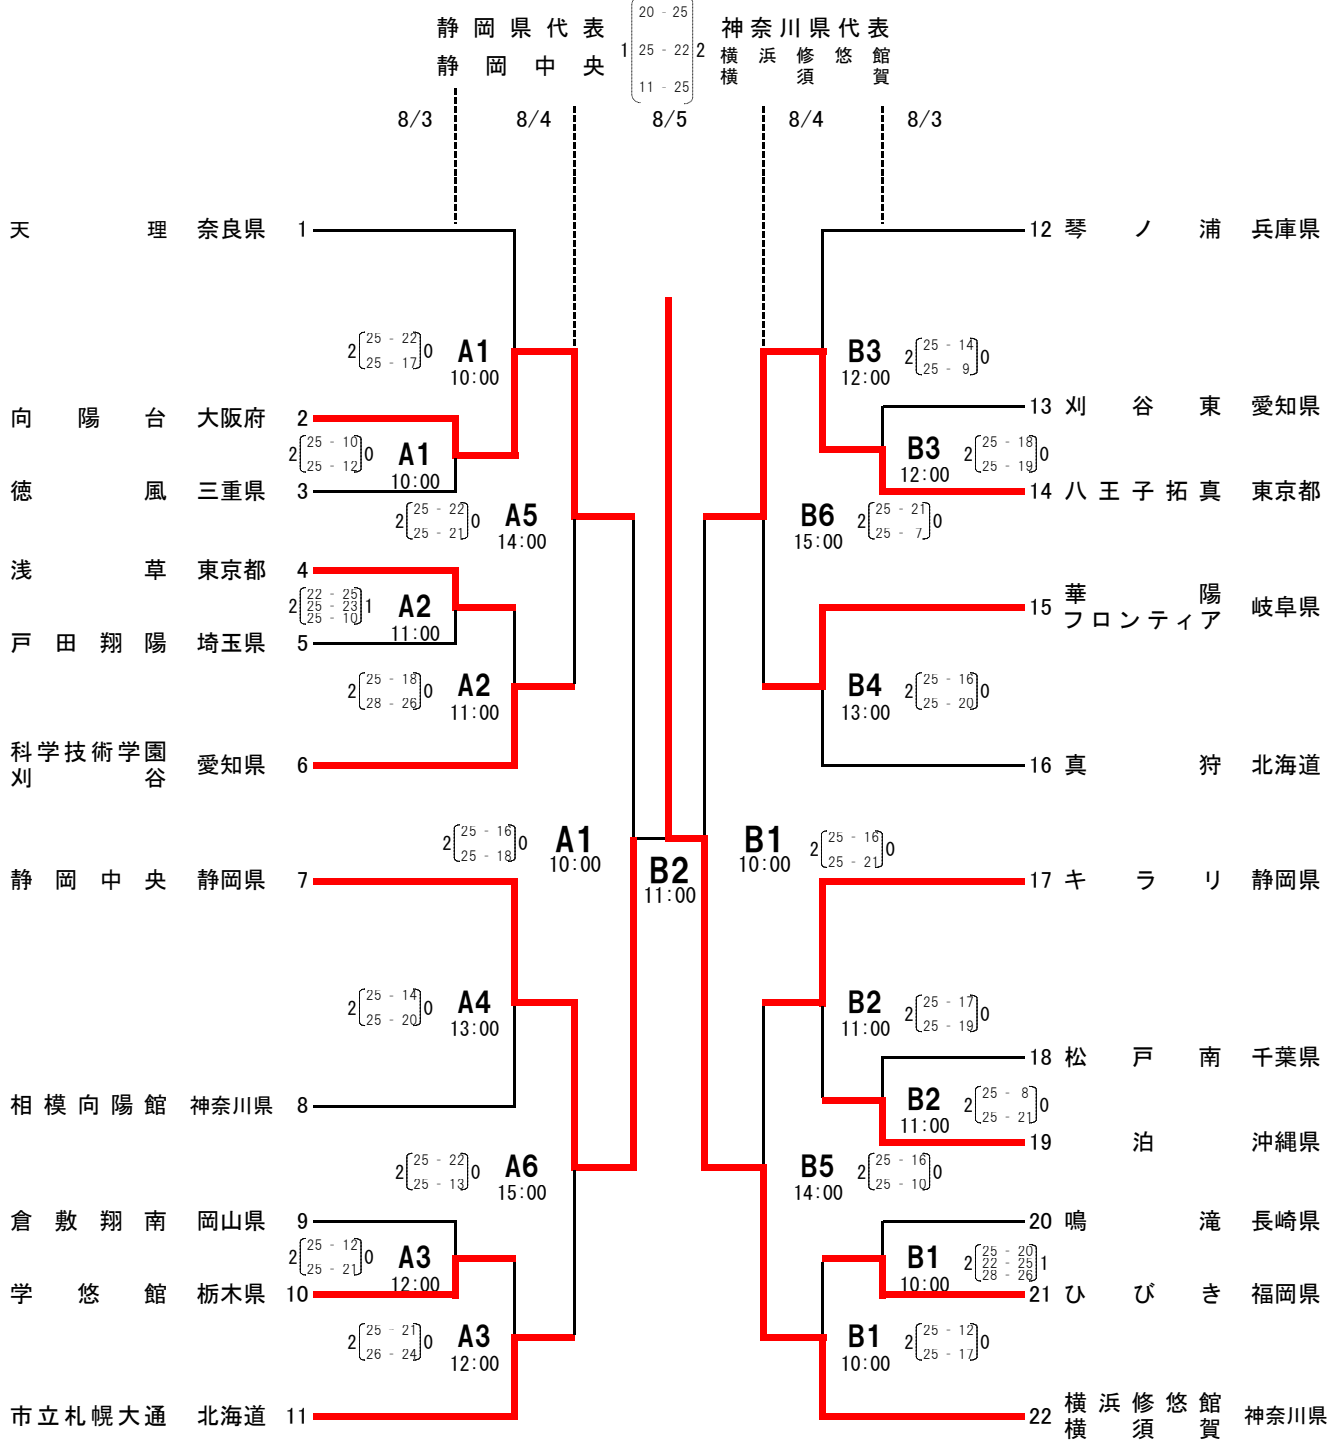 静岡県代表
静岡中央
1
20 - 25
25 - 22
11 - 25
2
神奈川県代表
横浜修悠館
横須賀
8/3 8/4 8/5 8/4 8/3
天理 奈良県 1
2 25 - 22 0
25 - 17
A1
10:00
向陽台 大阪府 2
2 25 - 10 0
25 - 12
A1
10:00
徳風 三重県 3
2 25 - 22 0
25 - 21
A5
14:00
浅草 東京都 4
2 22 - 25 1
25 - 23
25 - 10
A2
11:00
戸田翔陽 埼玉県 5
2 25 - 18 0
28 - 26
A2
11:00
科学技術学園
刈谷 愛知県 6
2 25 - 16 0
25 - 18
A1
10:00
静岡中央 静岡県 7
2 25 - 14 0
25 - 20
A4
13:00
相模向陽館 神奈川県 8
2 25 - 22 0
25 - 13
A6
15:00
倉敷翔南 岡山県 9
2 25 - 12 0
25 - 21
A3
12:00
学悠館 栃木県 10
2 25 - 21 0
26 - 24
A3
12:00
市立札幌大通 北海道 11
B2
11:00
12 琴ノ浦 兵庫県
B3
12:00
2 25 - 14 0
25 - 9
13 刈谷東 愛知県
B3
12:00
2 25 - 18 0
25 - 19
14 八王子拓真 東京都
B6
15:00
2 25 - 21 0
25 - 7
15 華陽
フロンティア 岐阜県
B4
13:00
2 25 - 16 0
25 - 20
16 真狩 北海道
B1
10:00
2 25 - 16 0
25 - 21
17 キラリ 静岡県
B2
11:00
2 25 - 17 0
25 - 19
18 松戸南 千葉県
B2
11:00
2 25 - 8 0
25 - 21
19 泊 沖縄県
B5
14:00
2 25 - 16 0
25 - 10
20 鳴滝 長崎県
B1
10:00
2 25 - 20 1
22 - 25
28 - 26
21 ひびき 福岡県
B1
10:00
2 25 - 12 0
25 - 17
22 横浜修悠館
横須賀 神奈川県